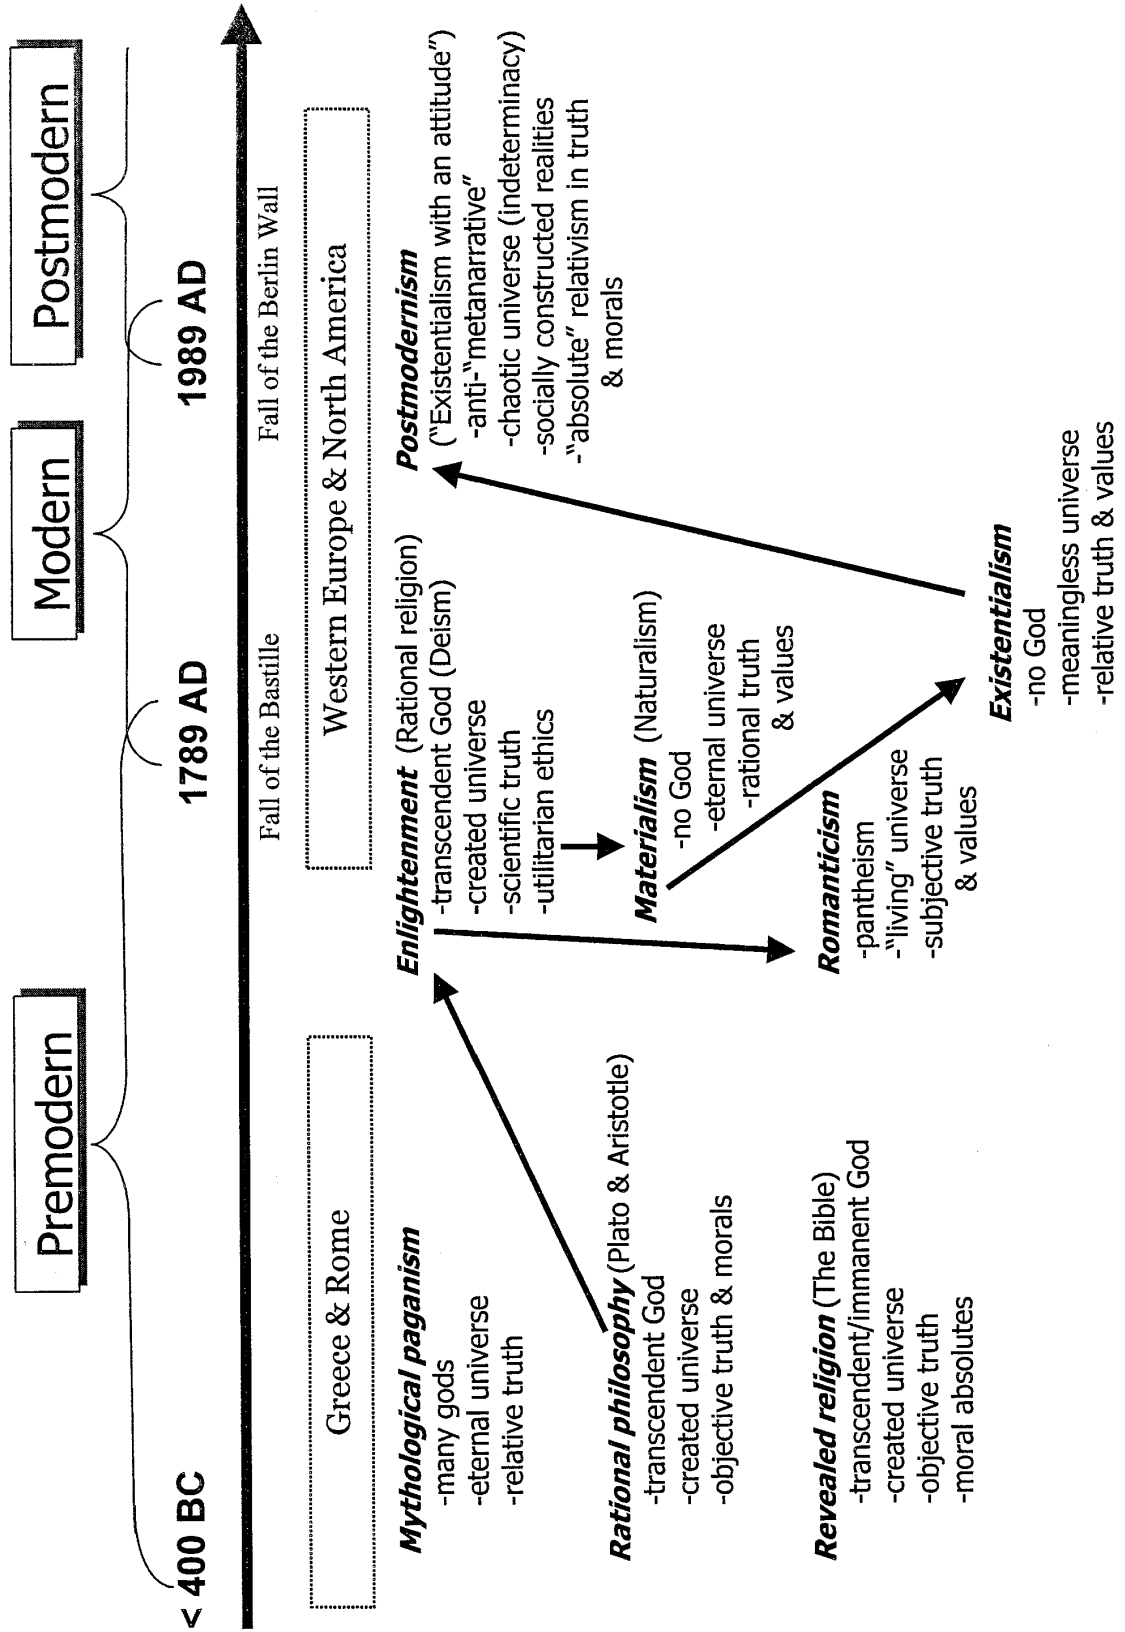 Premodern
Modern
Postmodern
< 400 BC
1789 AD
1989 AD
Fall of the Bastille
Fall of the Berlin Wall
Greece & Rome
Western Europe & North America
Mythological paganism
-many gods
-eternal universe
-relative truth
Rational philosophy (Plato & Aristotle)
-transcendent God
-created universe
-objective truth & morals
Revealed religion (The Bible)
-transcendent/immanent God
-created universe
-objective truth
-moral absolutes
Enlightenment (Rational religion)
-transcendent God (Deism)
-created universe
-scientific truth
-utilitarian ethics
Materialism (Naturalism)
-no God
-eternal universe
-rational truth
& values
Romanticism
-pantheism
-"living" universe
-subjective truth
& values
Existentialism
-no God
-meaningless universe
-relative truth & values
Postmodernism
("Existentialism with an attitude")
-anti-"metanarrative"
-chaotic universe (indeterminacy)
-socially constructed realities
-"absolute" relativism in truth
& morals